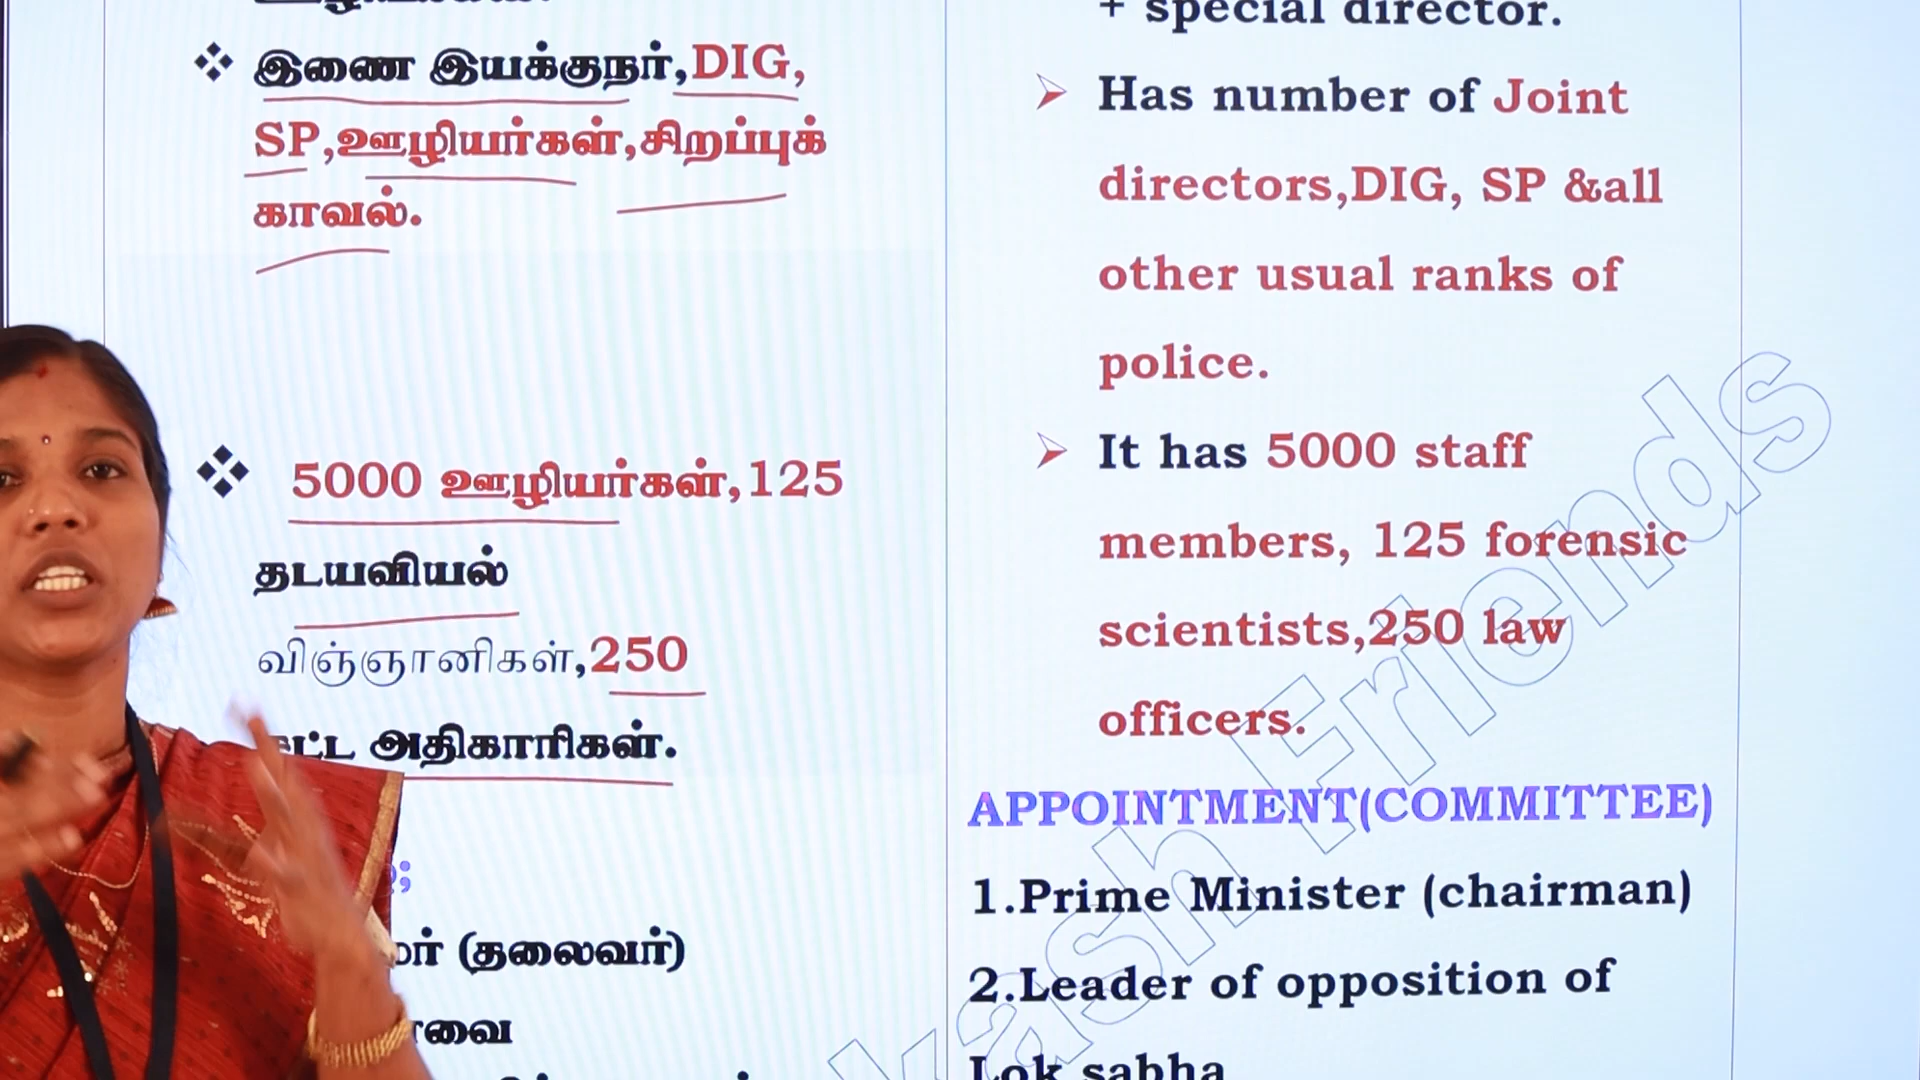 இணை இயக்குநர்,DIG,
SP,ஊழியர்கள்,சிறப்புக்
காவல்.
5000 ஊழியர்கள்,125
தடயவியல்
விஞ்ஞானிகள்,250
அதிகாரிகள்.
(தலைவர்)
+ special director.
Has number of Joint
directors,DIG, SP &all
other usual ranks of
police.
It has 5000 staff
members, 125 forensic
scientists,250 law
officers.
APPOINTMENT(COMMITTEE)
1.Prime Minister (chairman)
2.Leader of opposition of
Lok sabha
Friends